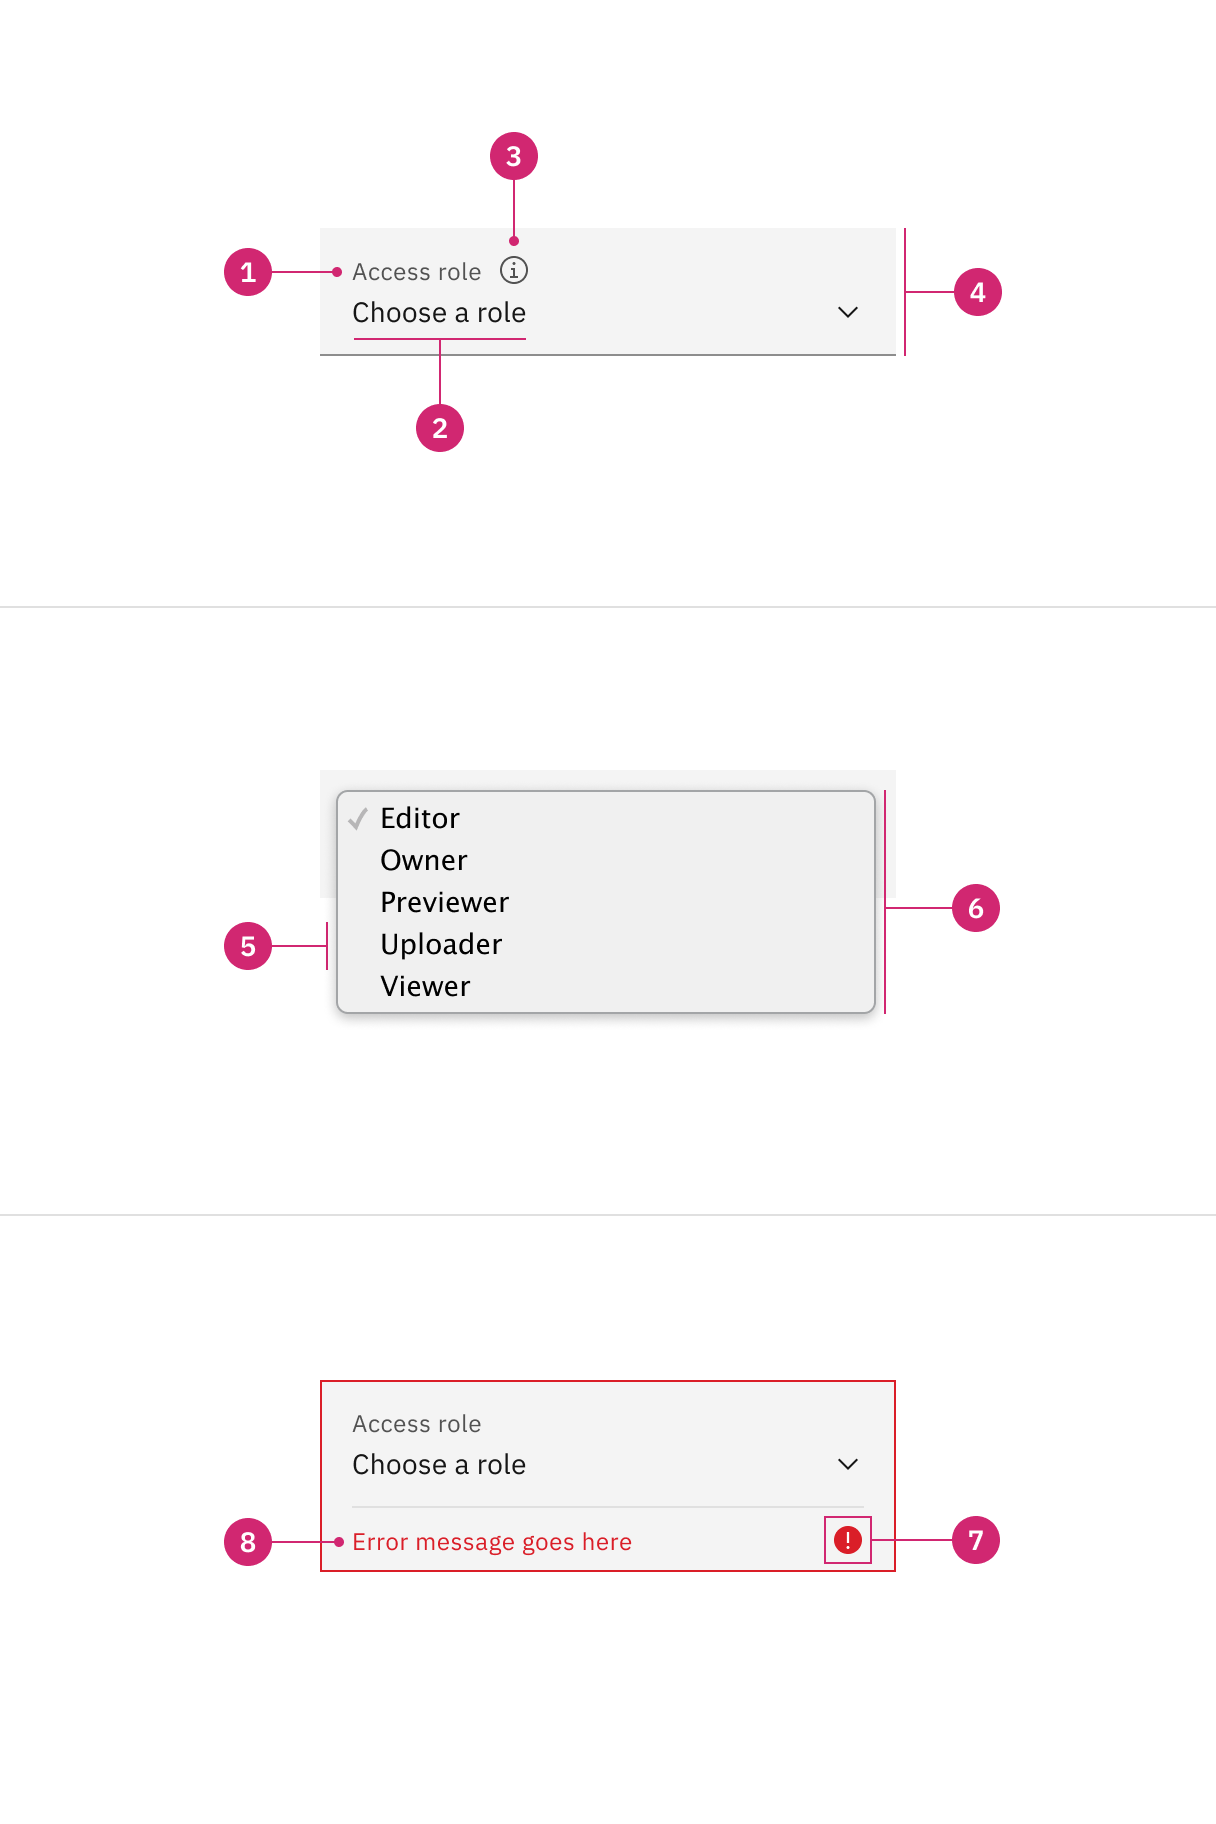 3
1
Access role
4
Choose a role
2
Editor
Owner
Previewer
6
5
Uploader
Viewer
Access role
Choose a role
8
Error message goes here
7